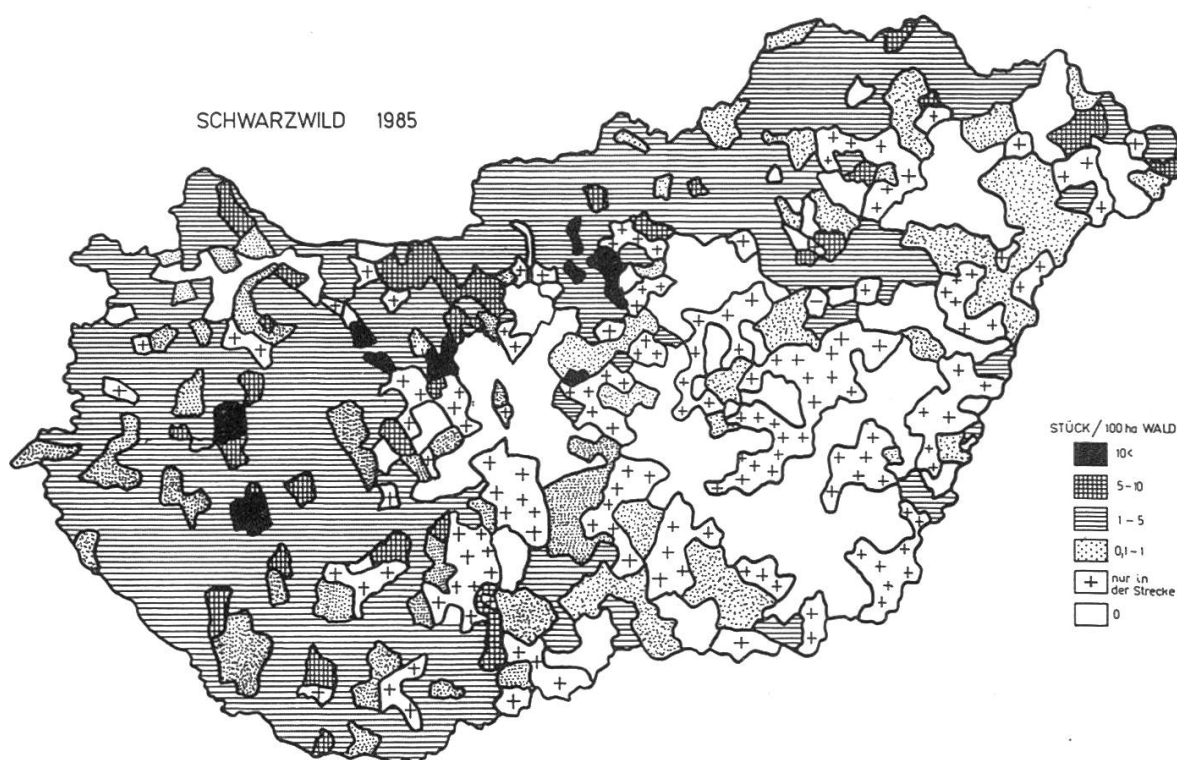 SCHWARZWILD 1985
STÜCK / 100 ha WALD
10<
5-10
1-5
0,1-1
+ nur in
der Strecke
0